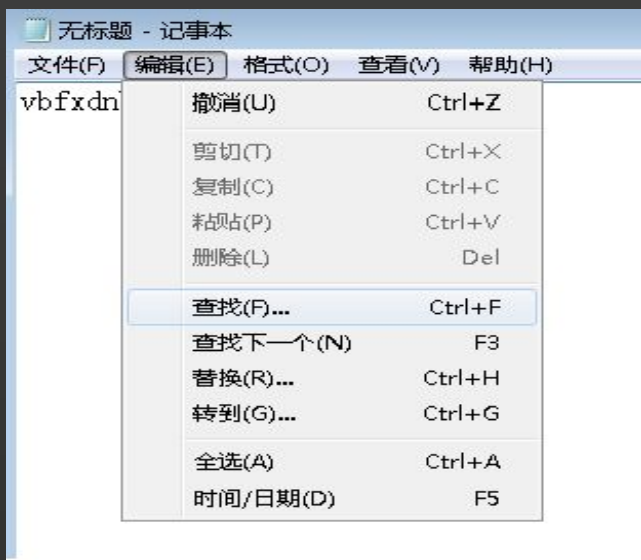 无标题 - 记事本
文件(F) 编辑(E) 格式(O) 查看(V) 帮助(H)
vbfxdn
撤消(U) Ctrl+Z
剪切(T) Ctrl+X
复制(C) Ctrl+C
粘贴(P) Ctrl+V
删除(L) Del
查找(F)... Ctrl+F
查找下一个(N) F3
替换(R)... Ctrl+H
转到(G)... Ctrl+G
全选(A) Ctrl+A
时间/日期(D) F5